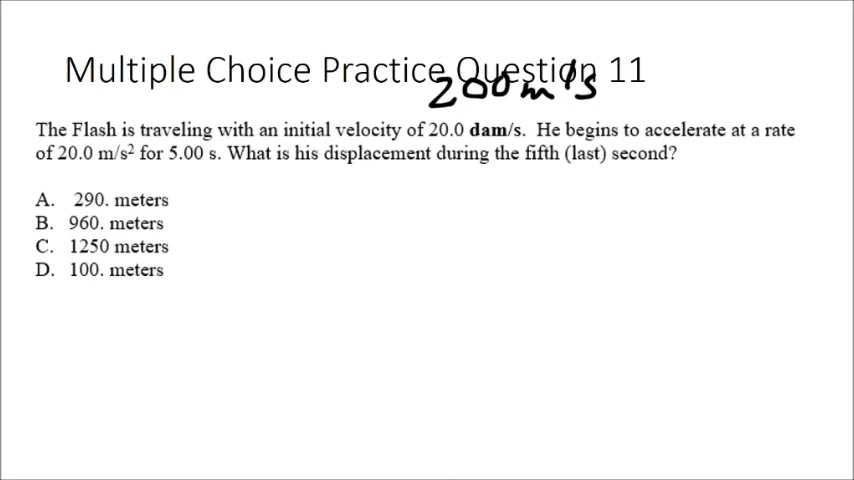 Multiple Choice Practice Question 11
200 m/s
The Flash is traveling with an initial velocity of 20.0 dam/s. He begins to accelerate at a rate
of 20.0 m/s² for 5.00 s. What is his displacement during the fifth (last) second?
A. 290. meters
B. 960. meters
C. 1250 meters
D. 100. meters